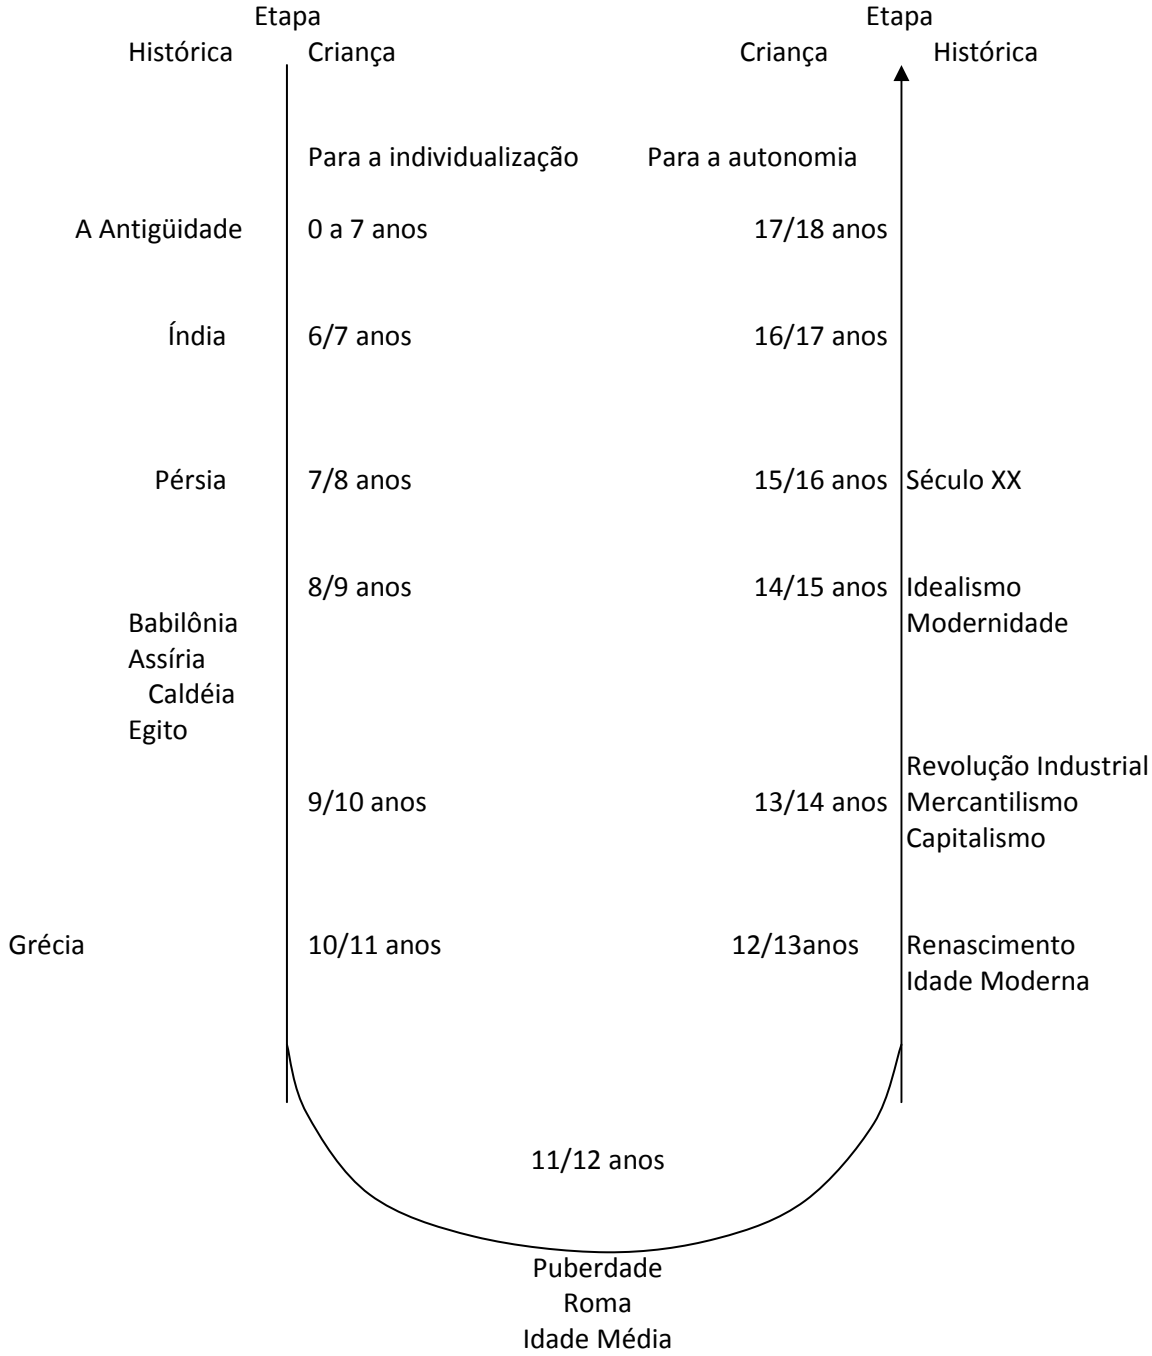 Etapa Etapa
Histórica Criança Criança Histórica
Para a individualização Para a autonomia
A Antigüidade 0 a 7 anos 17/18 anos
Índia 6/7 anos 16/17 anos
Pérsia 7/8 anos 15/16 anos Século XX
8/9 anos 14/15 anos Idealismo
Babilônia Modernidade
Assíria
Caldéia
Egito
Revolução Industrial
9/10 anos 13/14 anos Mercantilismo
Capitalismo
Grécia 10/11 anos 12/13anos Renascimento
Idade Moderna
11/12 anos
Puberdade
Roma
Idade Média